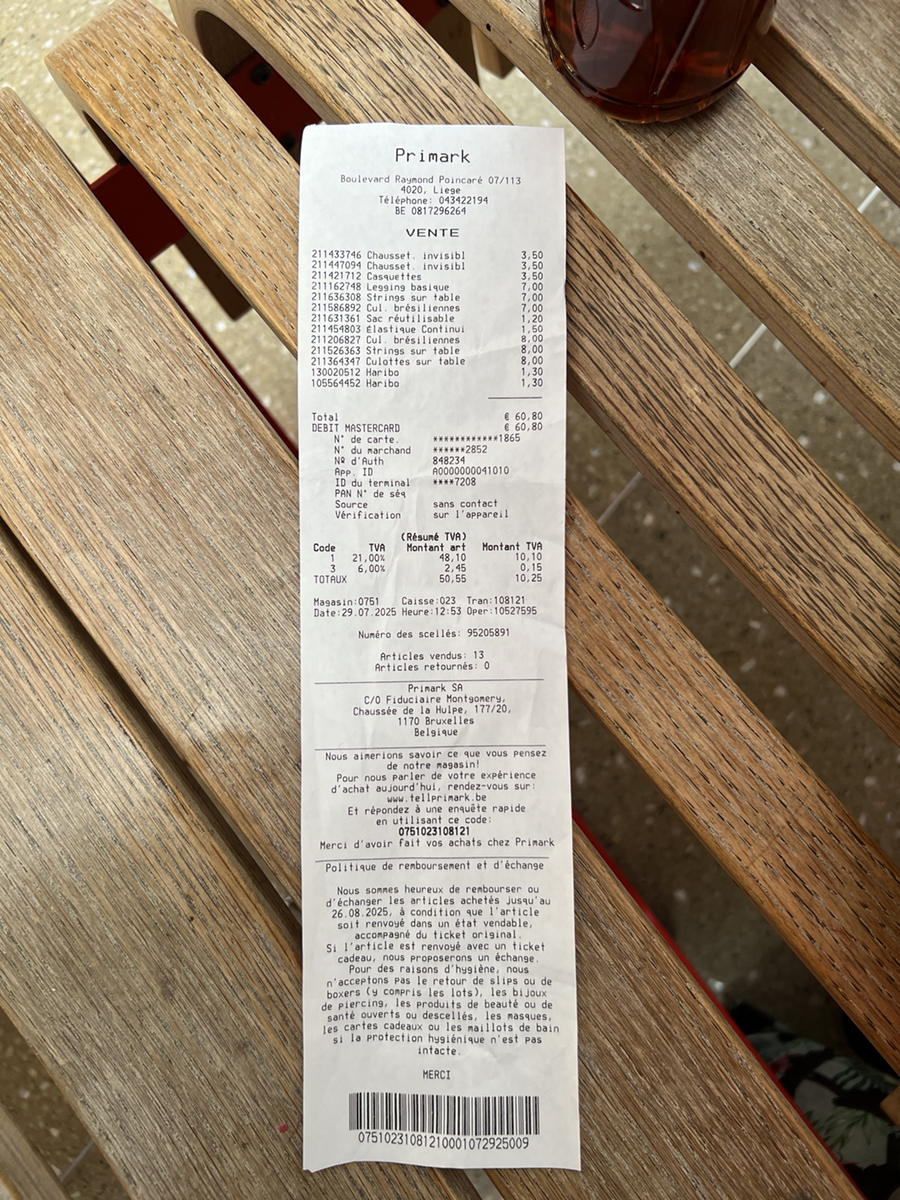 Primark
Boulevard Raymond Poincaré 07/113
4020, Liege
Téléphone: 043422194
BE 0817296264
VENTE
211433746 Chausset. invisibl 3,50
211447094 Chausset. invisibl 3,50
211421712 Casquettes 3,50
211162748 Legging basique 7,00
211636308 Strings sur table 7,00
211586892 Cul. brésiliennes 7,00
211631361 Sac réutilisable 1,20
211454803 Élastique Continui 1,50
211206827 Cul. brésiliennes 8,00
211526363 Strings sur table 8,00
211364347 Culottes sur table 8,00
130020512 Haribo 1,30
105564452 Haribo 1,30
Total € 60,80
DEBIT MASTERCARD € 60,80
N° de carte. ************1865
N° du marchand ******2852
Nº d'Auth 848234
App. ID A0000000041010
ID du terminal ****7208
PAN N° de séq
Source sans contact
Vérification sur l'appareil
(Résumé TVA)
Code TVA Montant art Montant TVA
1 21,00% 48,10 10,10
3 6,00% 2,45 0,15
TOTAUX 50,55 10,25
Magasin:0751 Caisse:023 Tran:108121
Date:29.07.2025 Heure:12:53 Oper:10527595
Numéro des scellés: 95205891
Articles vendus: 13
Articles retournés: 0
Primark SA
C/O Fiduciaire Montgomery,
Chaussée de la Hulpe, 177/20,
1170 Bruxelles
Belgique
Nous aimerions savoir ce que vous pensez
de notre magasin!
Pour nous parler de votre expérience
d'achat aujourd'hui, rendez-vous sur:
www.tellprimark.be
Et répondez à une enquête rapide
en utilisant ce code:
0751023108121
Merci d'avoir fait vos achats chez Primark
Politique de remboursement et d'échange
Nous sommes heureux de rembourser ou
d'échanger les articles achetés jusqu'au
26.08.2025, à condition que l'article
soit renvoyé dans un état vendable,
accompagné du ticket original.
Si l'article est renvoyé avec un ticket
cadeau, nous proposerons un échange.
Pour des raisons d'hygiène, nous
n'acceptons pas le retour de slips ou de
boxers (y compris les lots), les bijoux
de piercing, les produits de beauté ou de
santé ouverts ou descellés, les masques,
les cartes cadeaux ou les maillots de bain
si la protection hygiénique n'est pas
intacte.
MERCI
07510231081210001072925009